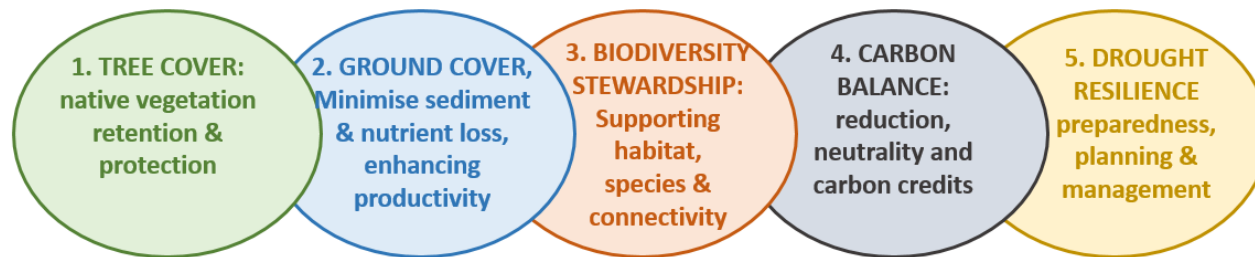 1. TREE COVER:
native vegetation
retention &
protection
2. GROUND COVER,
Minimise sediment
& nutrient loss,
enhancing
productivity
3. BIODIVERSITY
STEWARDSHIP:
Supporting
habitat,
species &
connectivity
4. CARBON
BALANCE:
reduction,
neutrality and
carbon credits
5. DROUGHT
RESILIENCE
preparedness,
planning &
management